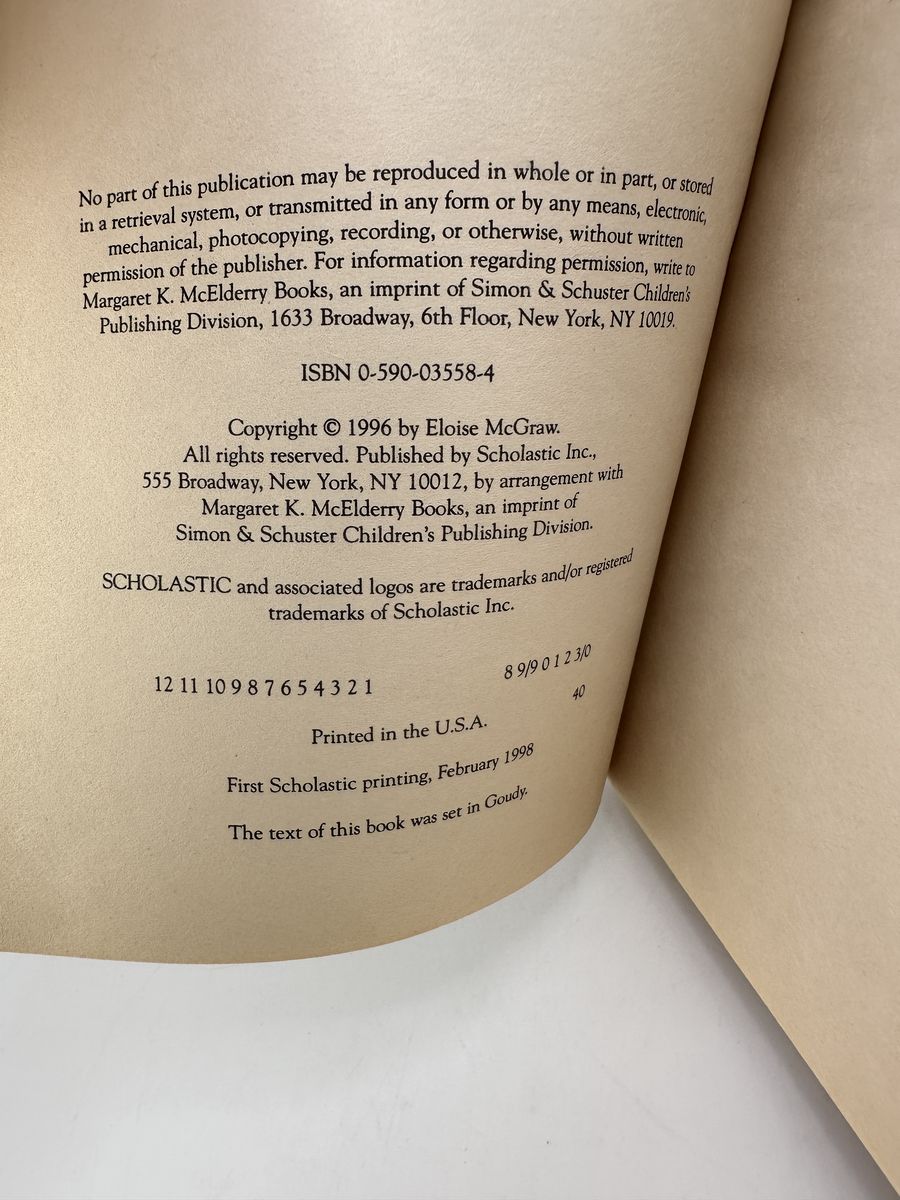 No part of this publication may be reproduced in whole or in part, or stored
in a retrieval system, or transmitted in any form or by any means, electronic,
mechanical, photocopying, recording, or otherwise, without written
permission of the publisher. For information regarding permission, write to
Margaret K. McElderry Books, an imprint of Simon & Schuster Children's
Publishing Division, 1633 Broadway, 6th Floor, New York, NY 10019.
ISBN 0-590-03558-4
Copyright © 1996 by Eloise McGraw.
All rights reserved. Published by Scholastic Inc.,
555 Broadway, New York, NY 10012, by arrangement with
Margaret K. McElderry Books, an imprint of
Simon & Schuster Children's Publishing Division.
SCHOLASTIC and associated logos are trademarks and/or registered
trademarks of Scholastic Inc.
12 11 10 9 8 7 6 5 4 3 2 1 8 9/9 0 1 2 3/0
40
Printed in the U.S.A.
First Scholastic printing, February 1998
The text of this book was set in Goudy.